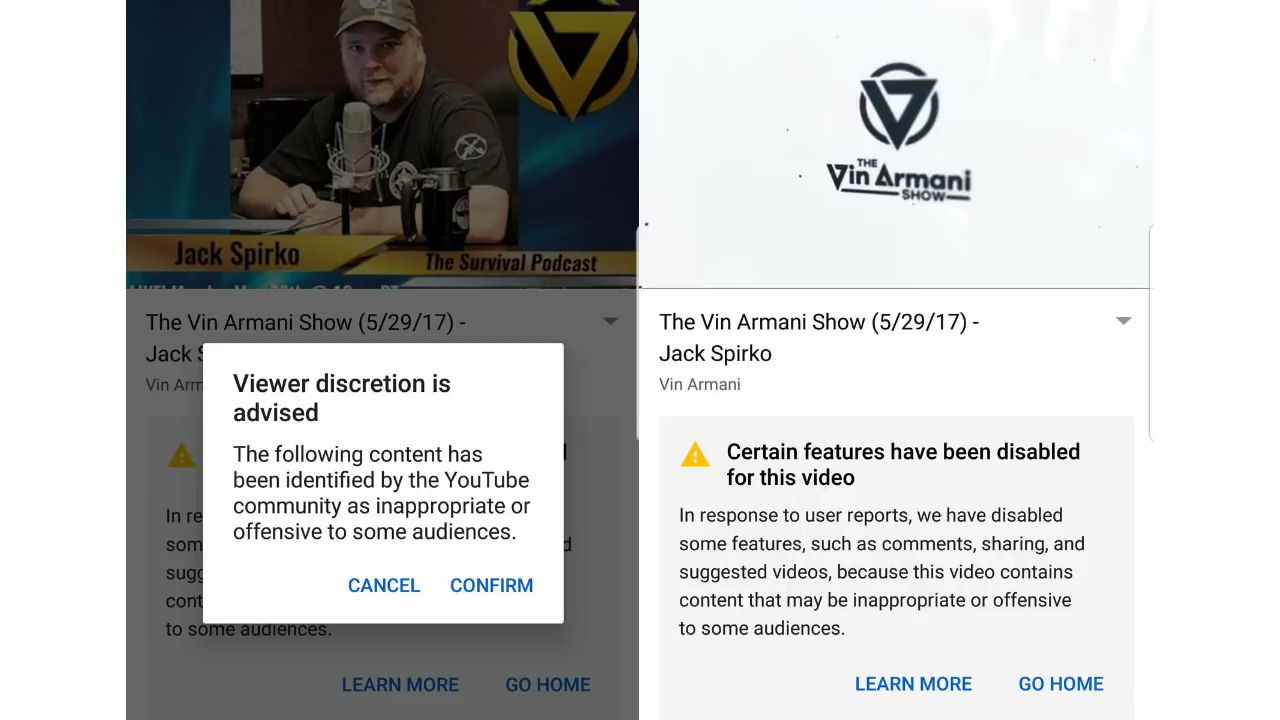 Jack Spirko
The Survival Podcast
The Vin Armani Show (5/29/17) -
Jack S
Vin Arm
Viewer discretion is
advised
The following content has
been identified by the YouTube
community as inappropriate or
offensive to some audiences.
CANCEL CONFIRM
In re
som
sugg
cont
to some audiences.
LEARN MORE GO HOME
THE
Vin Armani
SHOW
The Vin Armani Show (5/29/17) -
Jack Spirko
Vin Armani
Certain features have been disabled
for this video
In response to user reports, we have disabled
some features, such as comments, sharing, and
suggested videos, because this video contains
content that may be inappropriate or offensive
to some audiences.
LEARN MORE GO HOME